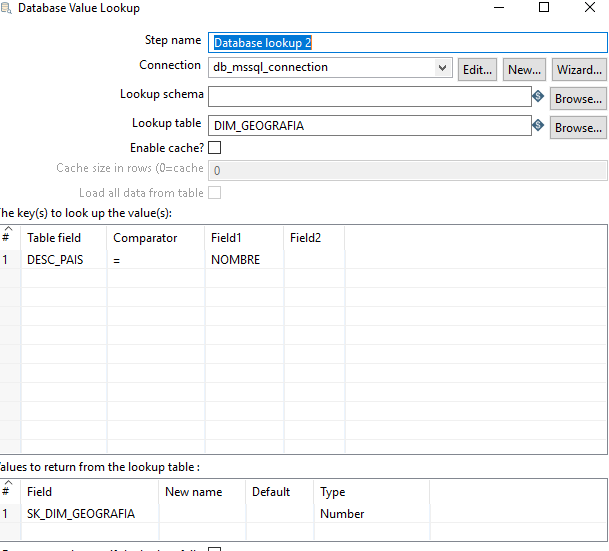 Database Value Lookup
Step name Database lookup 2
Connection db_mssql_connection Edit... New... Wizard...
Lookup schema Browse...
Lookup table DIM_GEOGRAFIA Browse...
Enable cache?
Cache size in rows (0=cache 0
Load all data from table
he key(s) to look up the value(s):
# Table field Comparator Field1 Field2
1 DESC_PAIS = NOMBRE
alues to return from the lookup table :
# Field New name Default Type
1 SK_DIM_GEOGRAFIA Number